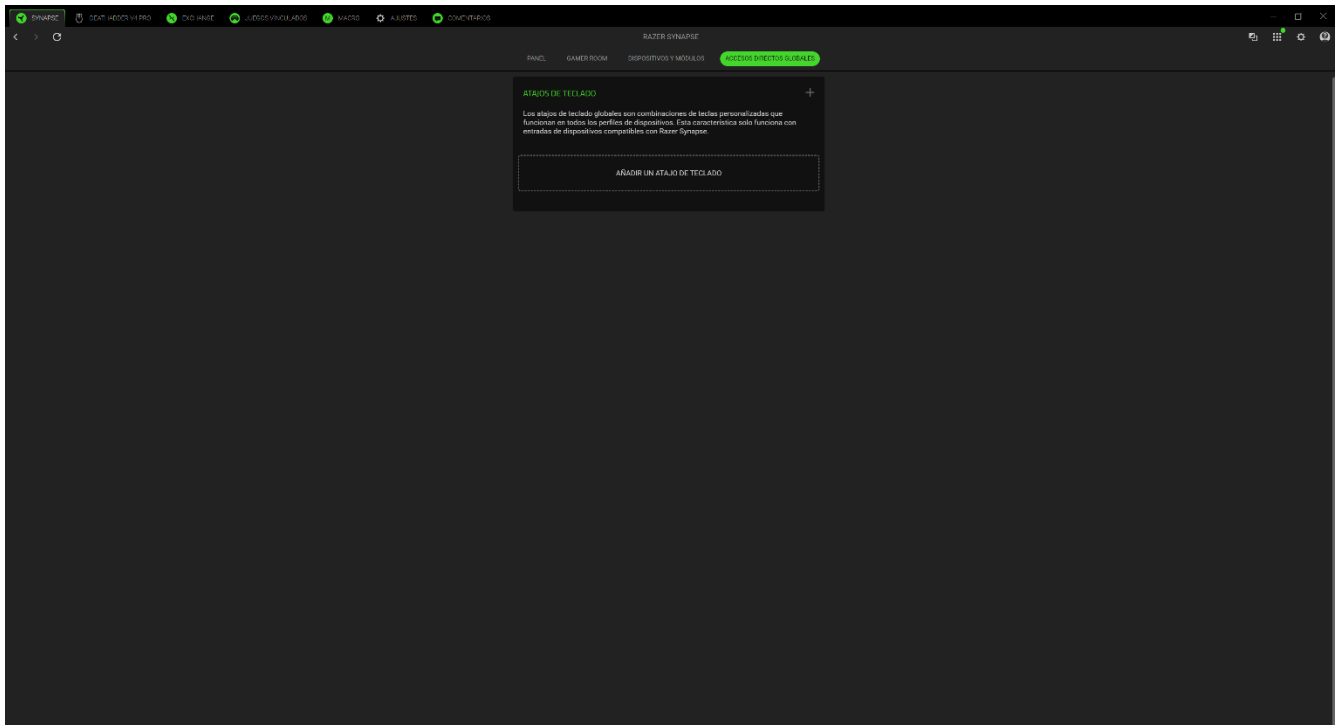 SYNAPSE
DEATHADDER V4 PRO
EXCHANGE
JUEGOS VINCULADOS
MACRO
AJUSTES
COMENTARIOS
RAZER SYNAPSE
PANEL
GAMER ROOM
DISPOSITIVOS Y MÓDULOS
ACCESOS DIRECTOS GLOBALES
ATAJOS DE TECLADO
Los atajos de teclado globales son combinaciones de teclas personalizadas que
funcionan en todos los perfiles de dispositivos. Esta característica solo funciona con
entradas de dispositivos compatibles con Razer Synapse.
AÑADIR UN ATAJO DE TECLADO